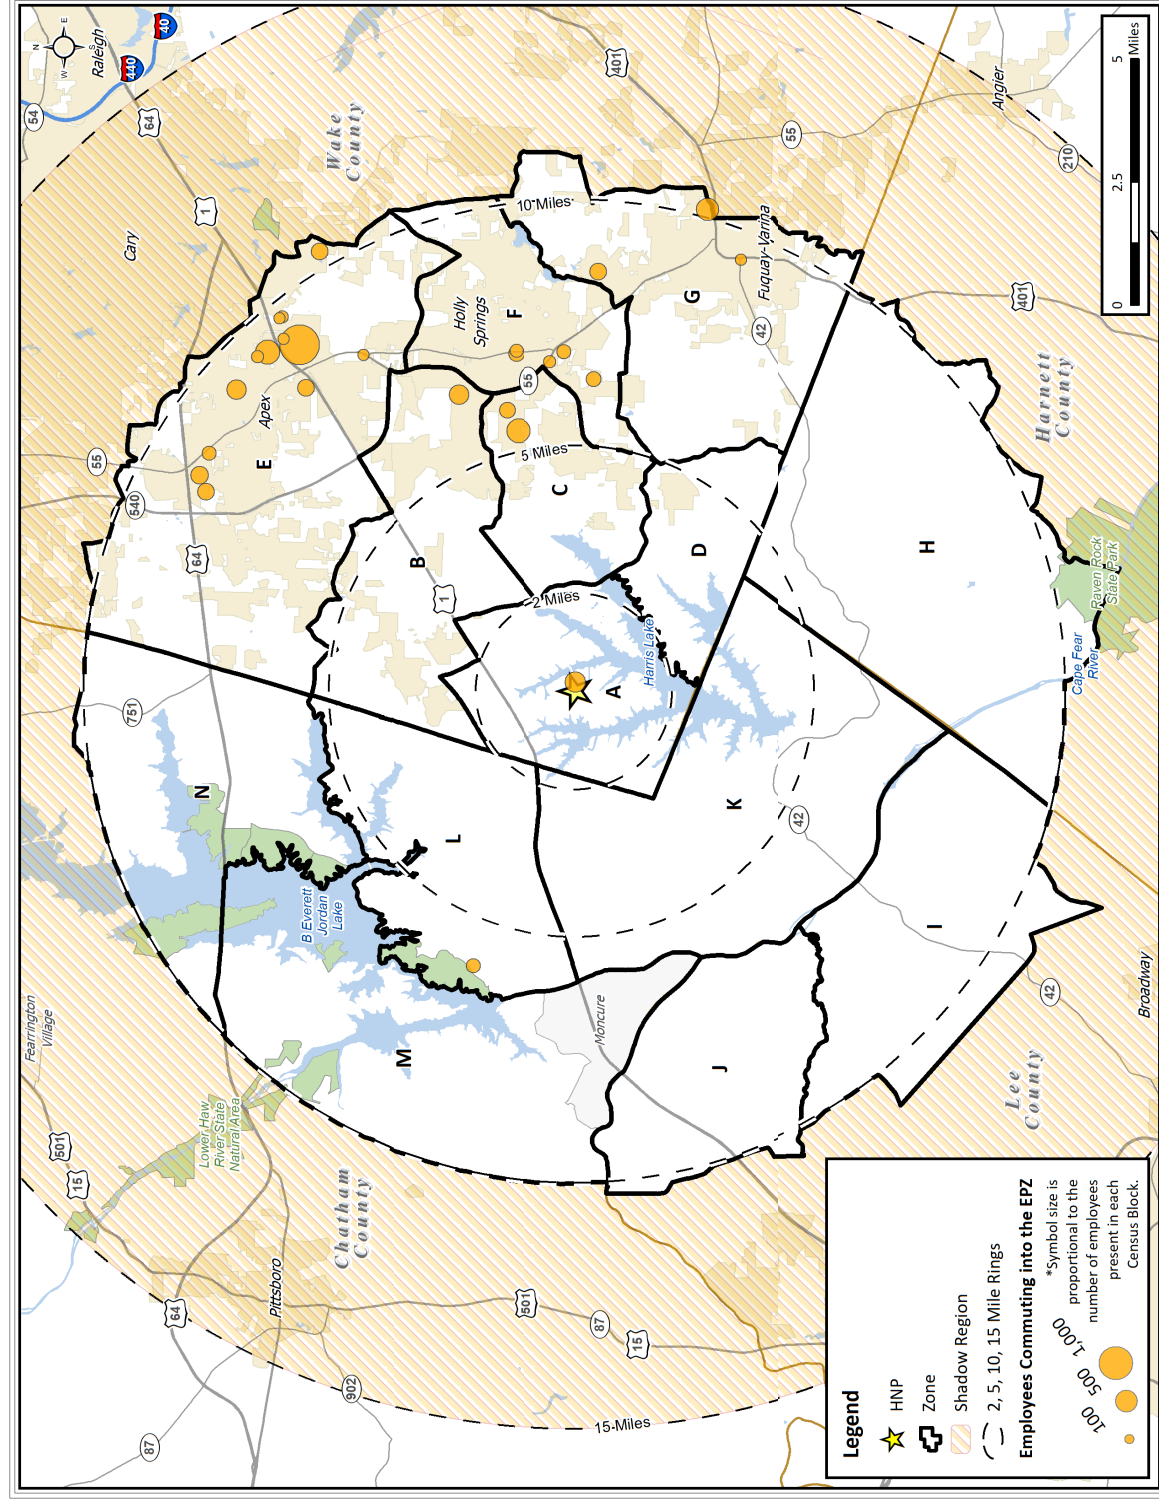 N
E
S
W
Raleigh
440
40
54
64
1
Cary
Wake
County
401
55
Angier
210
10 Miles
Fuquay-Varina
401
42
Holly
Springs
F
G
55
Apex
E
55
540
64
5 Miles
C
B
1
D
2 Miles
Harris Lake
A
H
Harnett
County
Raven Rock
State Park
Cape Fear
River
751
N
L
K
42
B Everett
Jordan
Lake
I
42
Broadway
Moncure
M
J
Lee
County
Fearrington
Village
Lower Haw
River State
Natural Area
501
15
Chatham
County
64
Pittsboro
501
87
15
902
87
15 Miles
0
2.5
5
Miles
Legend
HNP
Zone
Shadow Region
2, 5, 10, 15 Mile Rings
Employees Commuting into the EPZ
100 500 1,000
*Symbol size is
proportional to the
number of employees
present in each
Census Block.